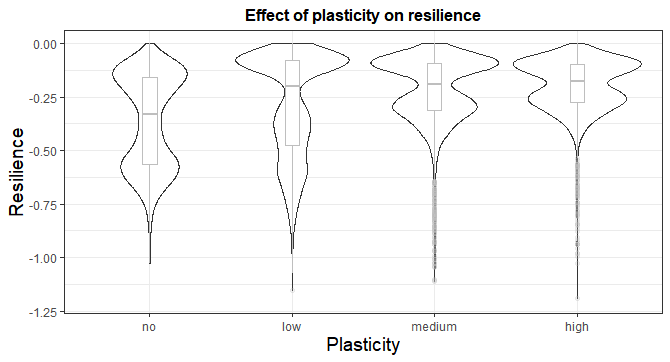 Effect of plasticity on resilience
Resilience
0.00
-0.25
-0.50
-0.75
-1.00
-1.25
no low medium high
Plasticity